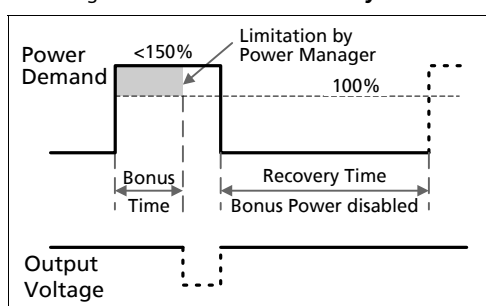 Power
Demand
<150%
Limitation by
Power Manager
100%
Bonus
Time
Recovery Time
Bonus Power disabled
Output
Voltage